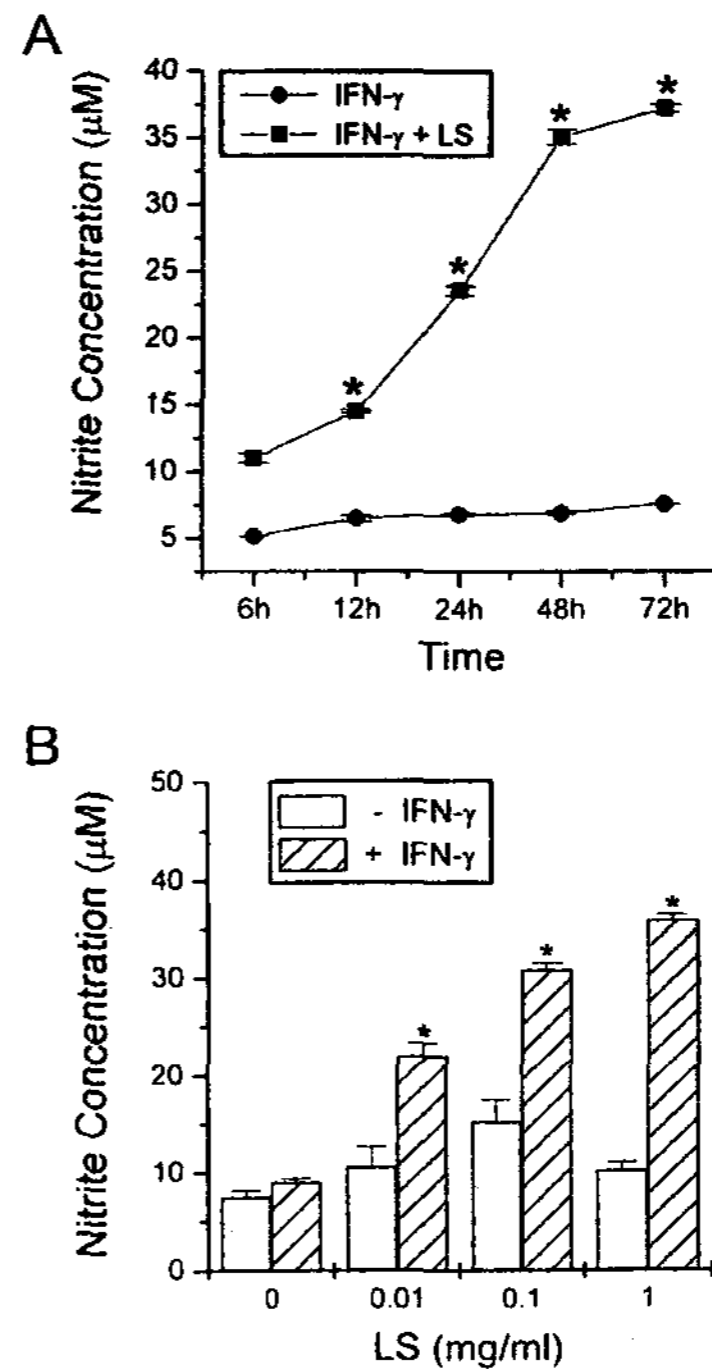 A
Nitrite Concentration (μM)
40
35
30
25
20
15
10
5
IFN-γ
IFN-γ + LS
*
*
*
*
6h 12h 24h 48h 72h
Time
B
Nitrite Concentration (μM)
50
40
30
20
10
0
- IFN-γ
+ IFN-γ
*
*
*
0 0.01 0.1 1
LS (mg/ml)